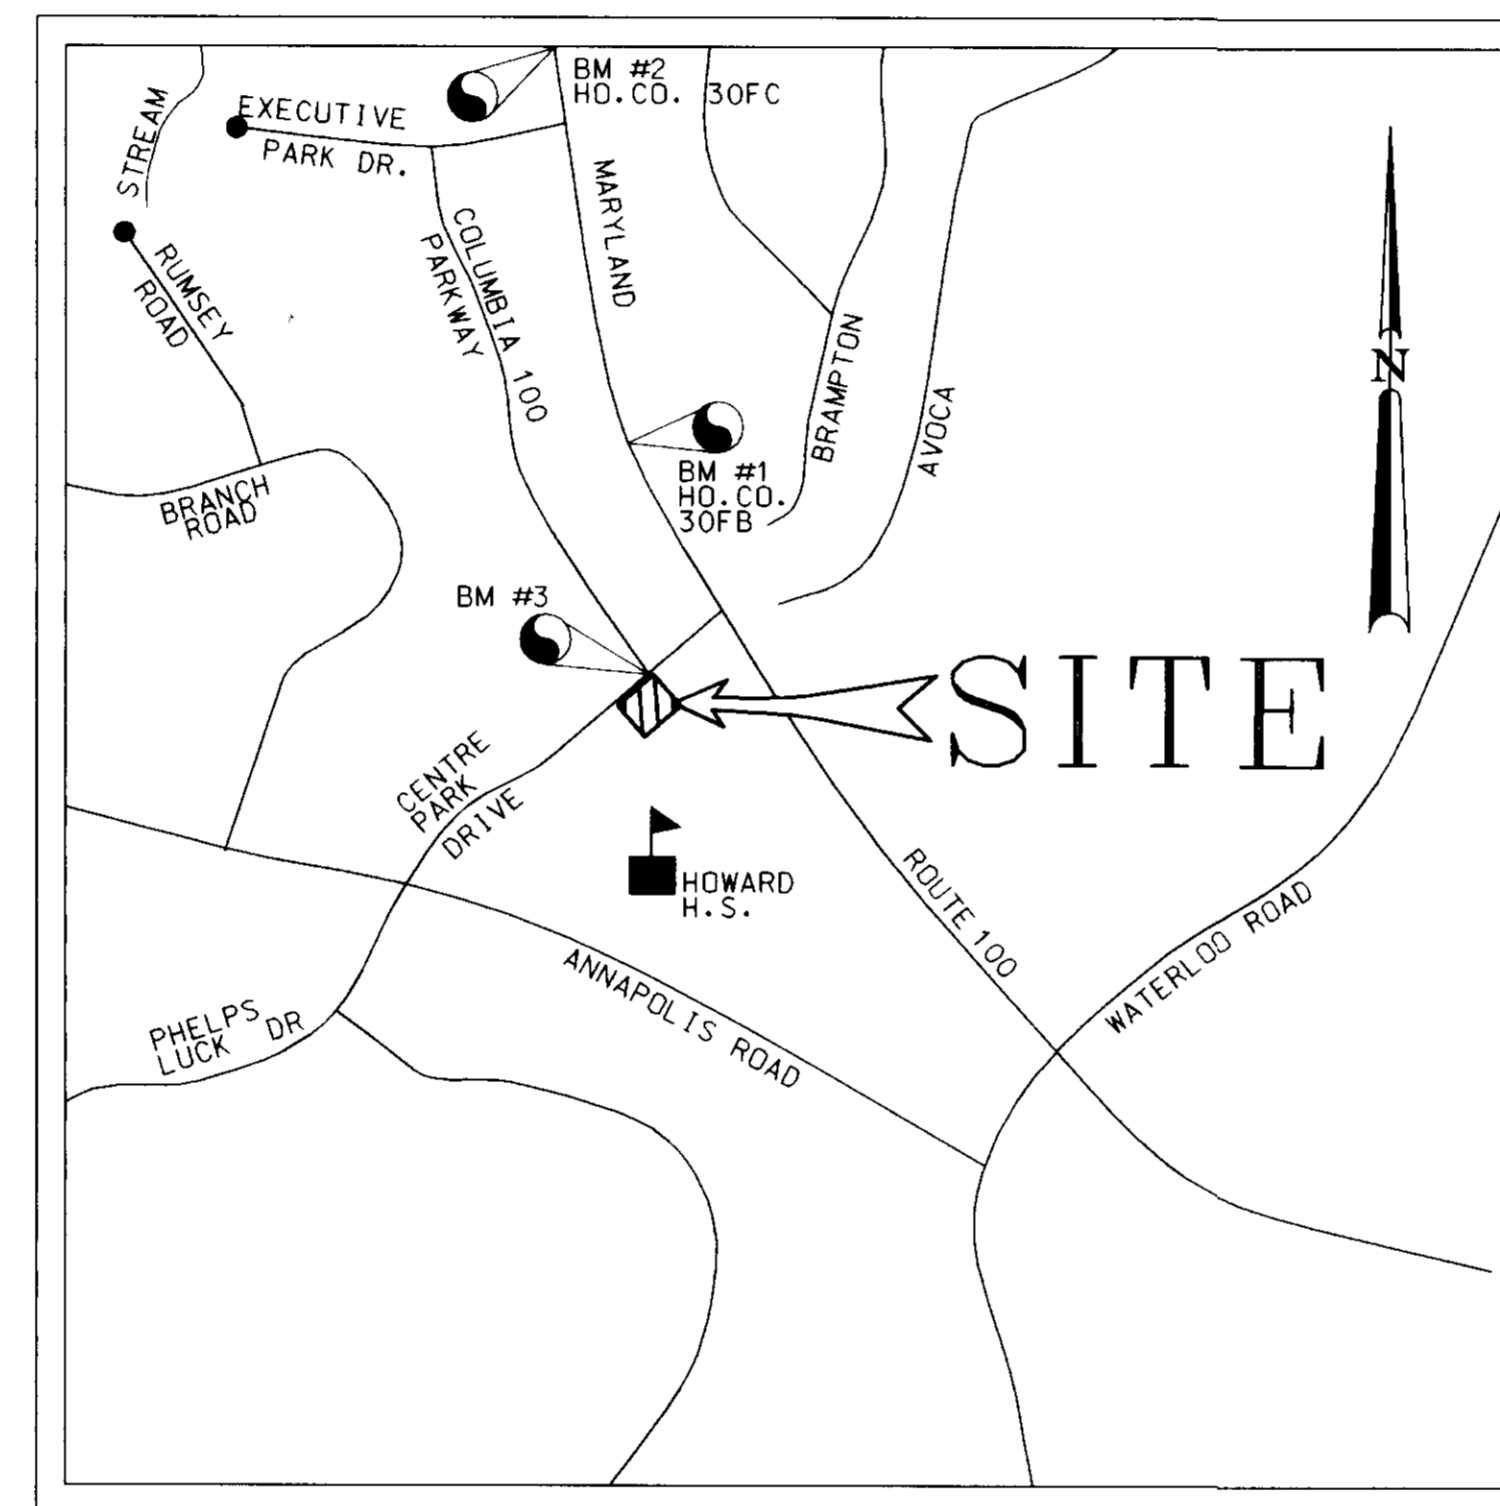 BM #2
HO.CO. 30FC
EXECUTIVE
PARK DR.
STREAM
RUMSEY
ROAD
COLUMBIA 100
PARKWAY
MARYLAND
BRAMPTON
AVOCA
N
BM #1
HO.CO.
30FB
BRANCH
ROAD
BM #3
SITE
CENTRE
PARK
DRIVE
HOWARD
H.S.
ROUTE 100
WATERLOO ROAD
ANNAPOLIS ROAD
PHELPS
LUCK DR